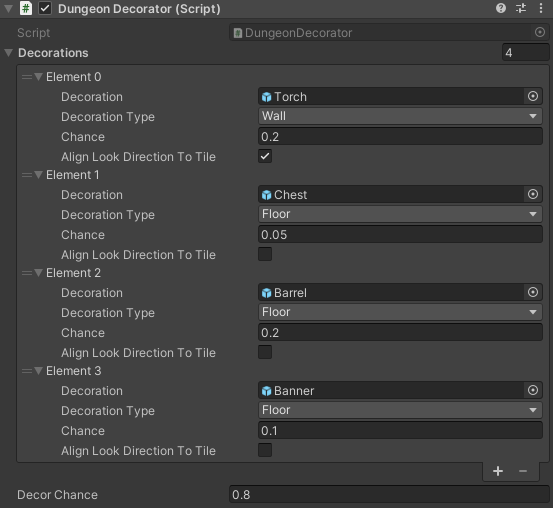 # Dungeon Decorator (Script)
Script # DungeonDecorator
Decorations 4
Element 0
Decoration Torch
Decoration Type Wall
Chance 0.2
Align Look Direction To Tile
Element 1
Decoration Chest
Decoration Type Floor
Chance 0.05
Align Look Direction To Tile
Element 2
Decoration Barrel
Decoration Type Floor
Chance 0.2
Align Look Direction To Tile
Element 3
Decoration Banner
Decoration Type Floor
Chance 0.1
Align Look Direction To Tile
+ −
Decor Chance 0.8